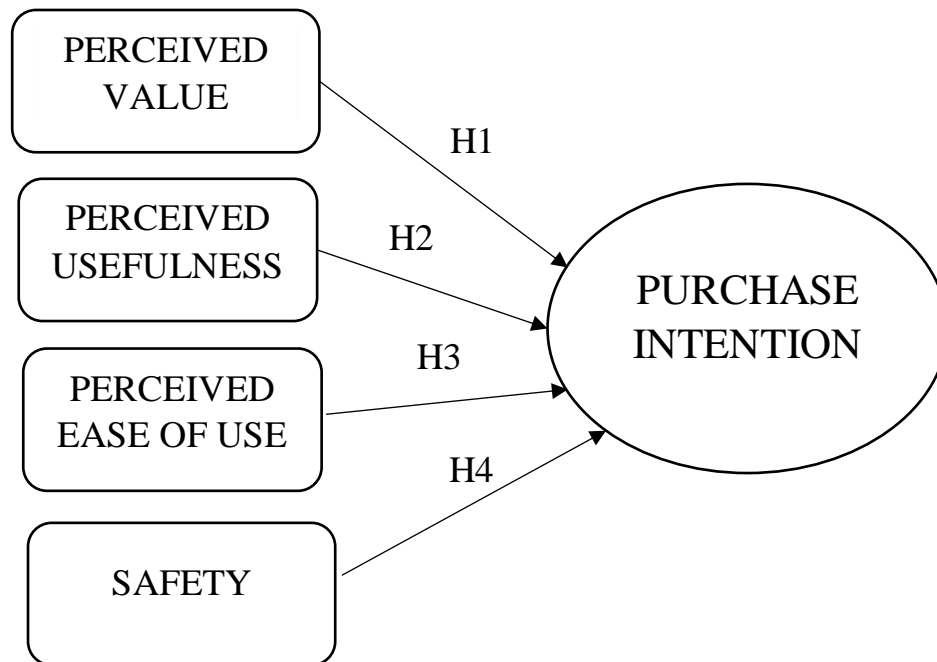 PERCEIVED
VALUE
H1
PERCEIVED
USEFULNESS
H2
PURCHASE
INTENTION
H3
PERCEIVED
EASE OF USE
H4
SAFETY